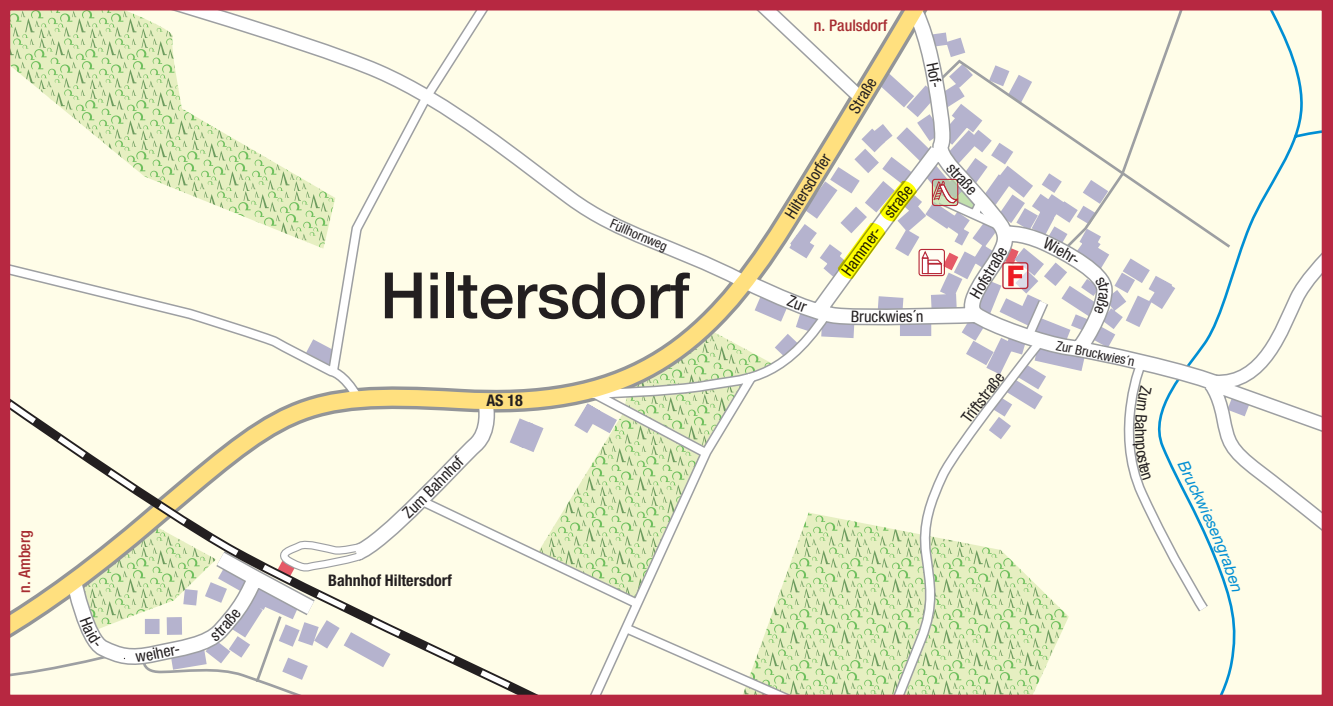 n. Paulsdorf
Hof-
straße
Hiltersdorfer
Straße
Hammer-
straße
Füllhornweg
Hiltersdorf
Zur
Bruckwies´n
Hofstraße
F
Wiehr-
straße
Zur Bruckwies´n
Triftstraße
Zum Bahnposten
Bruckwiesengraben
AS 18
Zum Bahnhof
n. Amberg
Bahnhof Hiltersdorf
Haid-
weiher-
straße